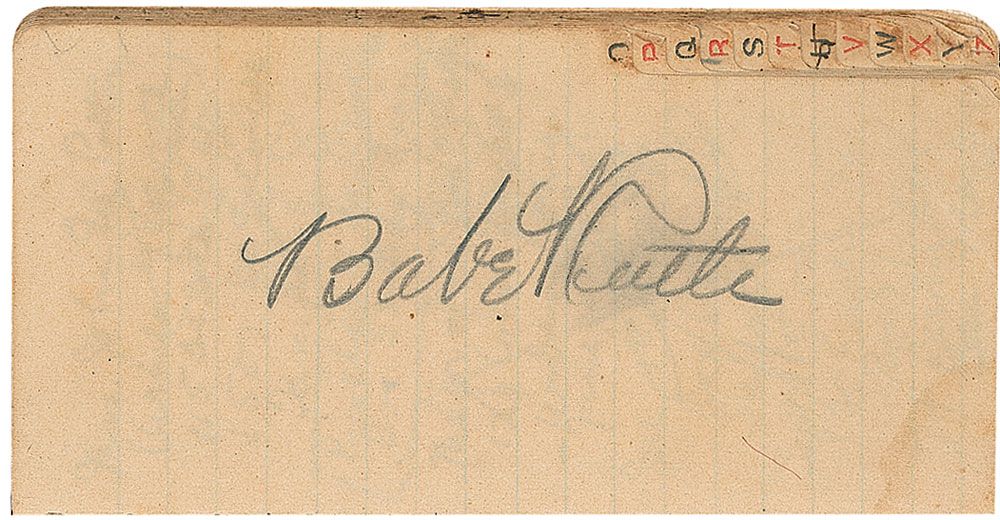 O P Q R S T U V W X Y Z
Babe Ruth